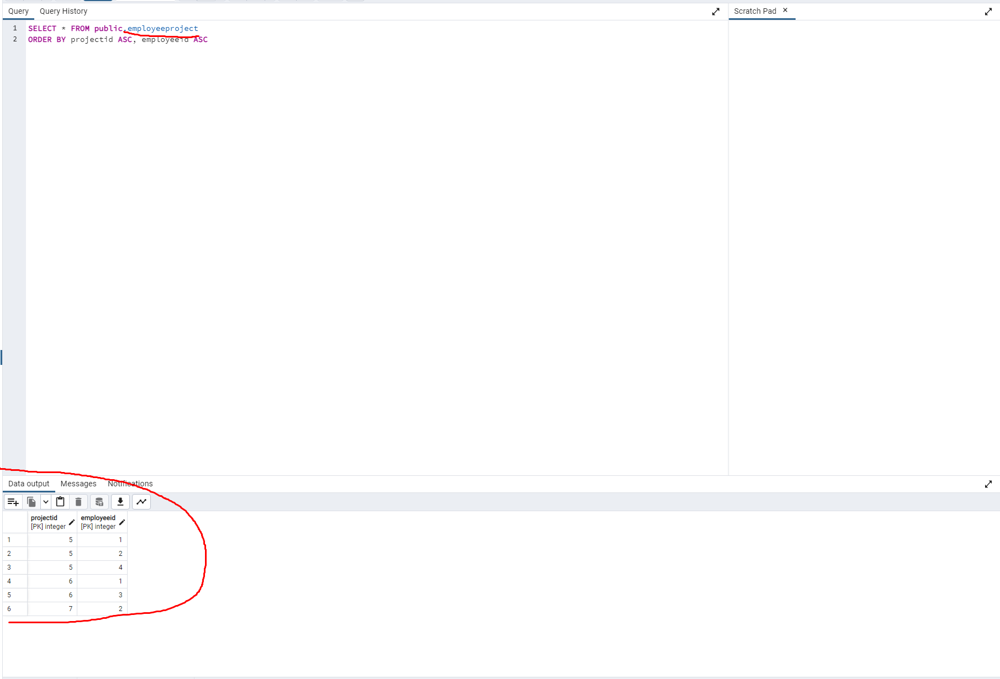 Query Query History
Scratch Pad ×
1 SELECT * FROM public.employeeproject
2 ORDER BY projectid ASC, employeeid ASC
Data output Messages Notifications
projectid employeeid
[PK] integer [PK] integer
1 5 1
2 5 2
3 5 4
4 6 1
5 6 3
6 7 2